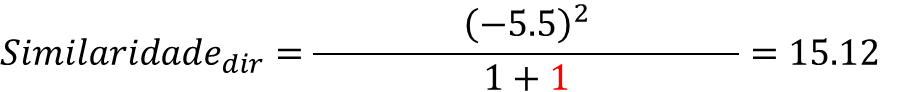 Similaridade_dir = (−5.5)² / (1 + 1) = 15.12